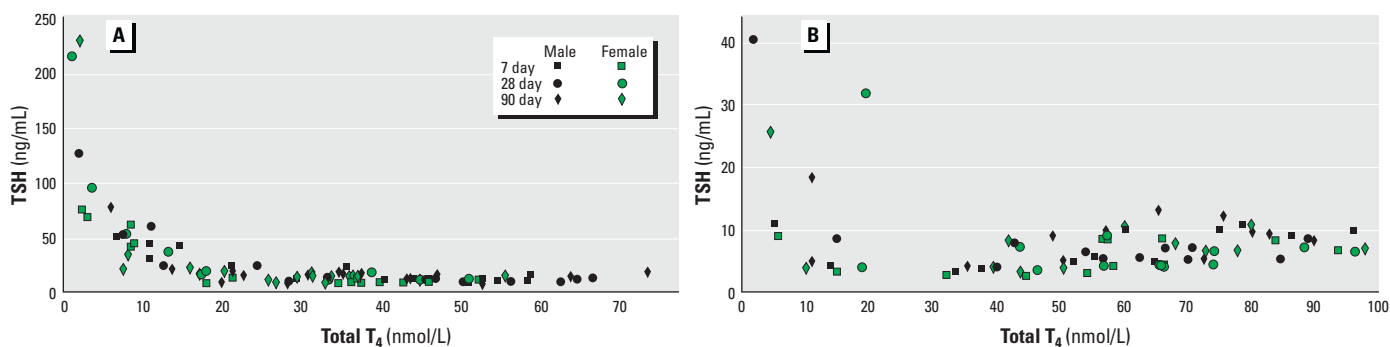 A
TSH (ng/mL)
250
200
150
100
50
0
0 10 20 30 40 50 60 70
Total T4 (nmol/L)
Male Female
7 day
28 day
90 day
B
TSH (ng/mL)
40
30
20
10
0
0 10 20 30 40 50 60 70 80 90 100
Total T4 (nmol/L)